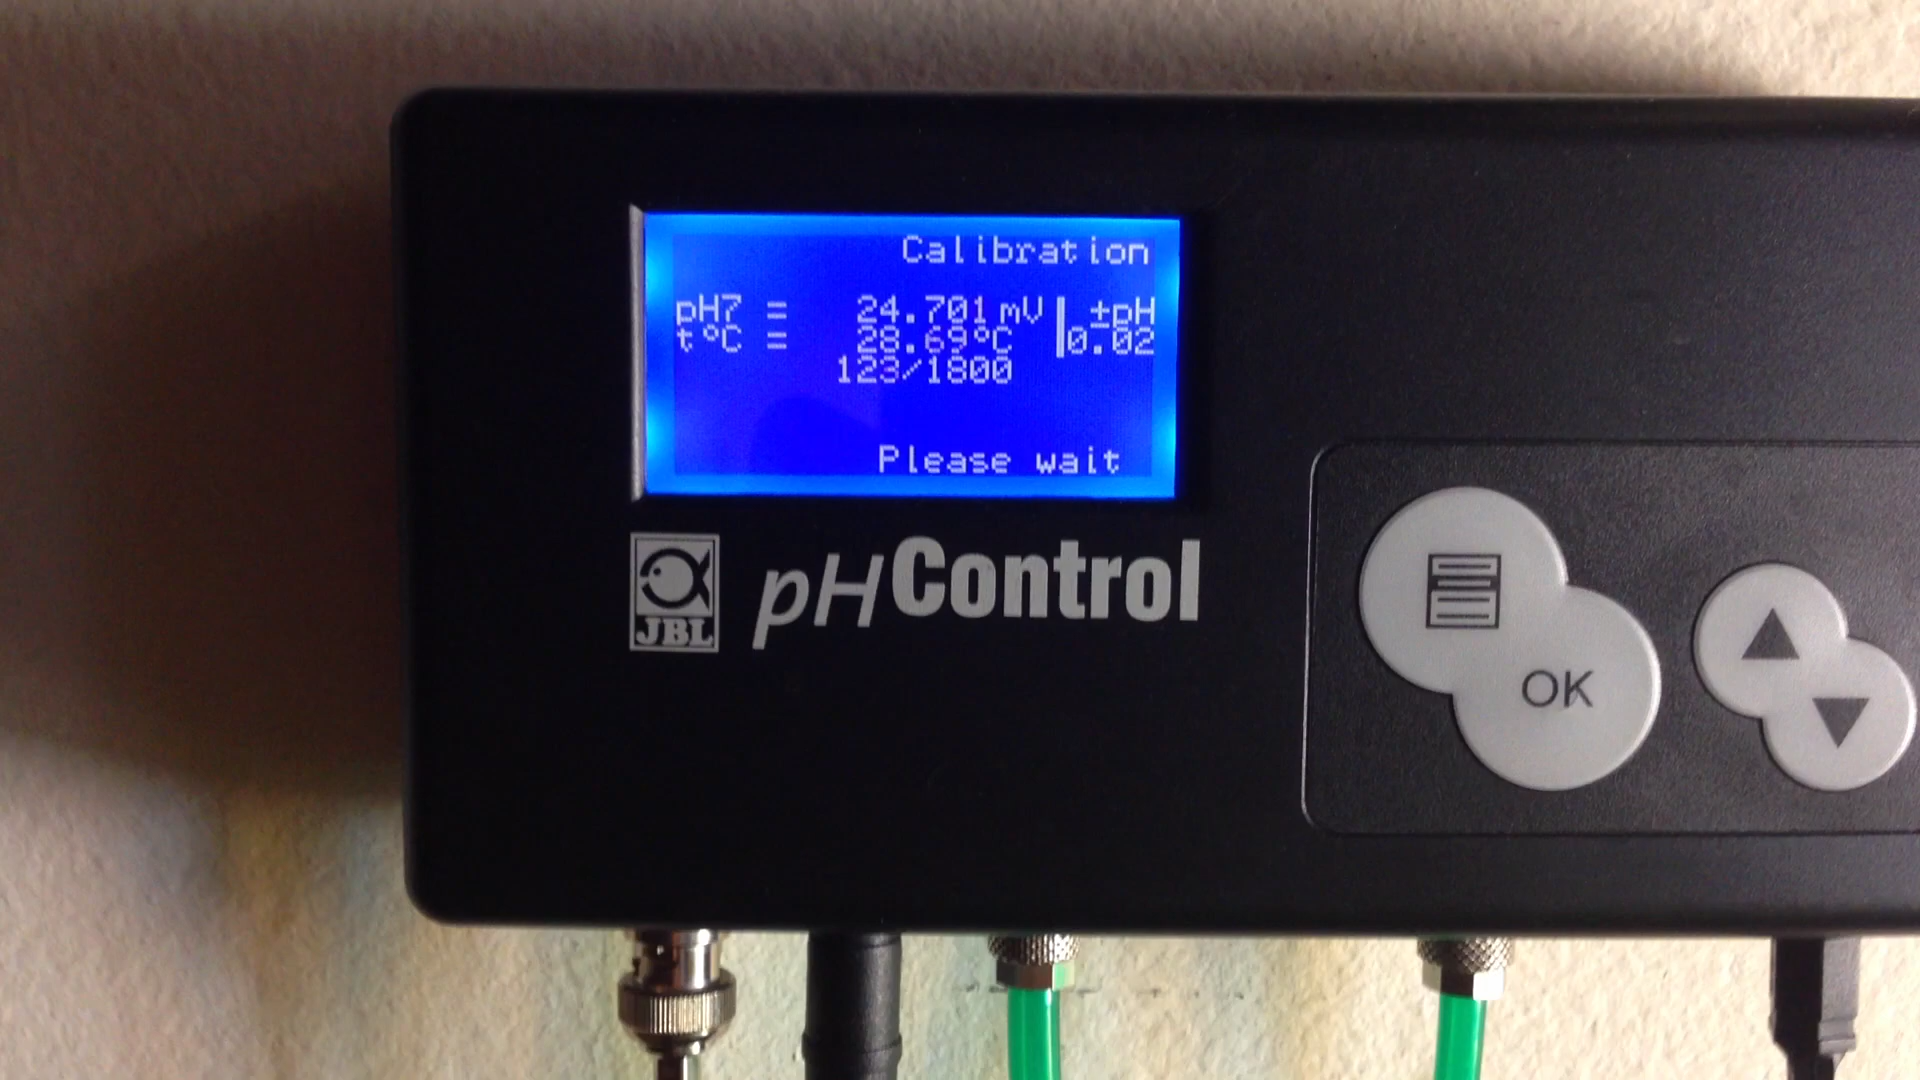 Calibration
pH7 = 24.701 mV ±pH
t°C = 28.69°C 0.02
123/1800
Please wait
JBL pHControl
OK